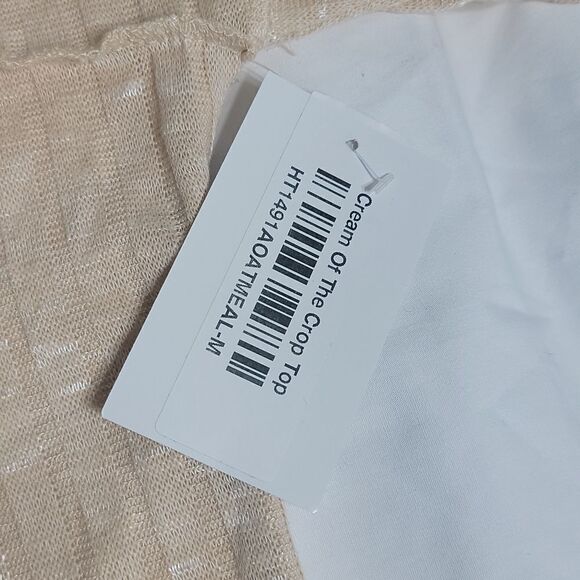 Cream Of The Crop Top
HT1491AOATMEAL-M